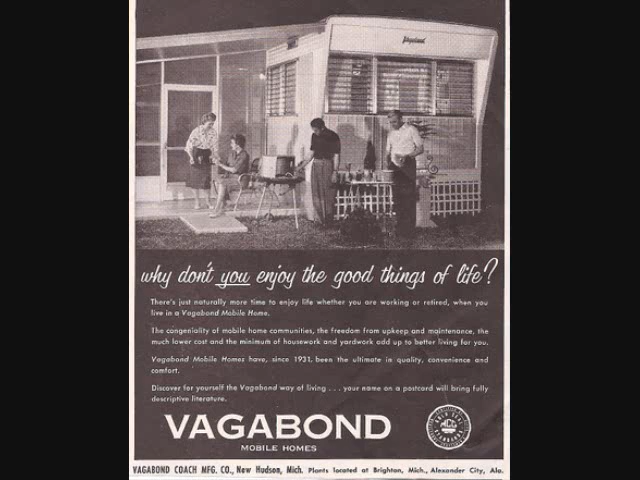 Vagabond
why don't you enjoy the good things of life?
There's just naturally more time to enjoy life whether you are working or retired, when you
live in a Vagabond Mobile Home.
The congeniality of mobile home communities, the freedom from upkeep and maintenance, the
much lower cost and the minimum of housework and yardwork add up to better living for you.
Vagabond Mobile Homes have, since 1931, been the ultimate in quality, convenience and
comfort.
Discover for yourself the Vagabond way of living . . . your name on a postcard will bring fully
descriptive literature.
VAGABOND
MOBILE HOMES
VAGABOND COACH MFG. CO., New Hudson, Mich. Plants located at Brighton, Mich., Alexander City, Ala.